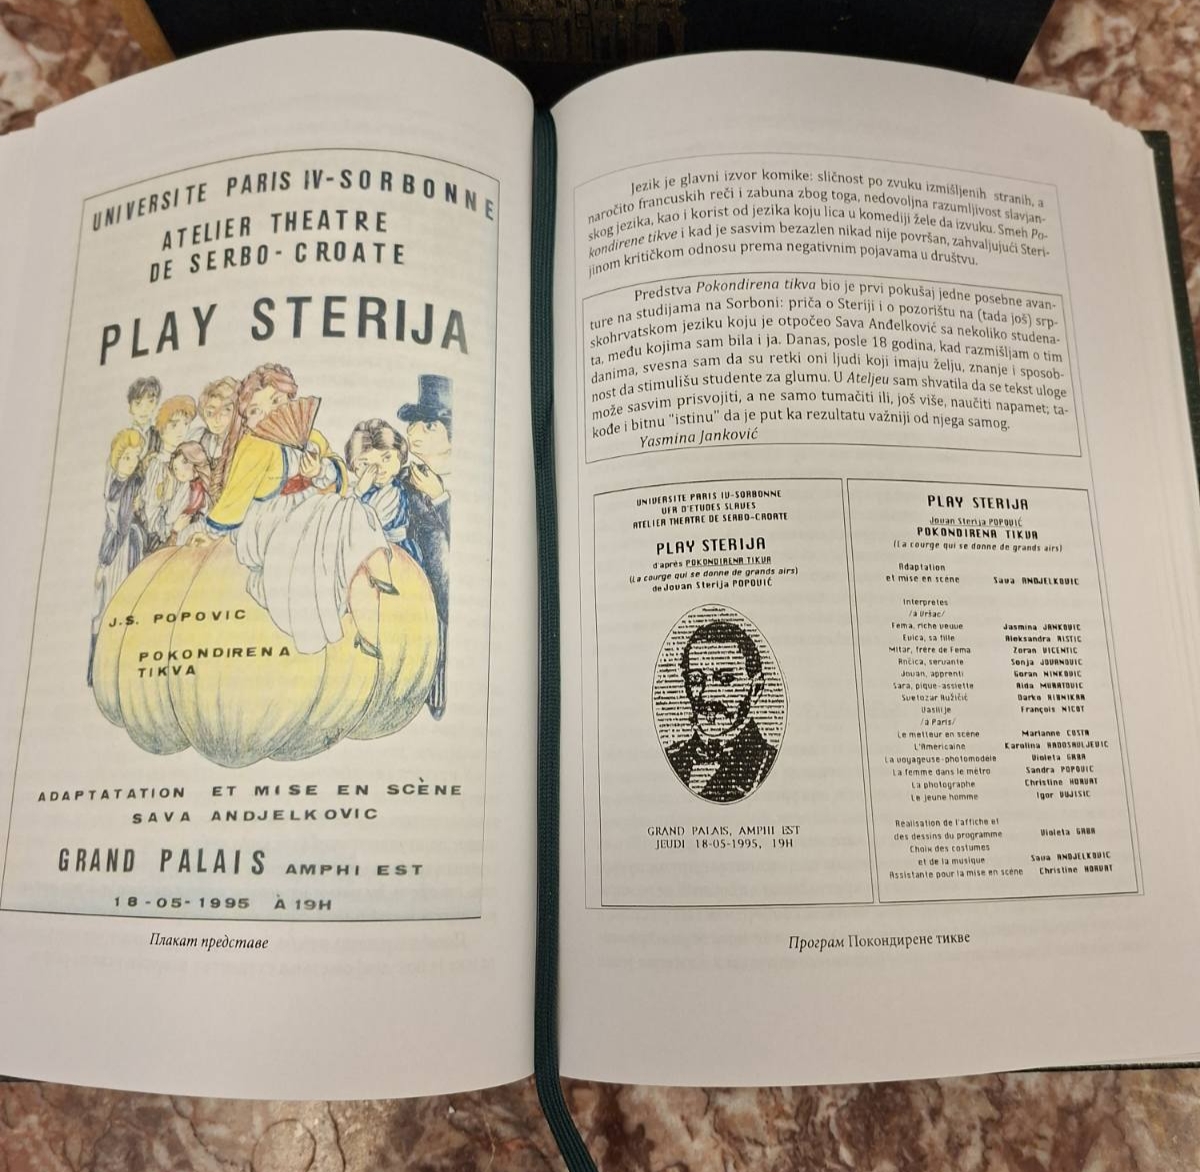 UNIVERSITE PARIS IV-SORBONNE
ATELIER THEATRE
DE SERBO-CROATE
PLAY STERIJA
J.S. POPOVIC
POKONDIRENA
TIKVA
ADAPTATATION ET MISE EN SCÈNE
SAVA ANDJELKOVIC
GRAND PALAIS AMPHI EST
18-05-1995 À 19H
Плакат представе
Jezik je glavni izvor komike: sličnost po zvuku izmišljenih stranih, a
naročito francuskih reči i zabuna zbog toga, nedovoljna razumljivost slavjan-
skog jezika, kao i korist od jezika koju lica u komediji žele da izvuku. Smeh Po-
kondirene tikve i kad je sasvim bezazlen nikad nije površan, zahvaljujući Steri-
jinom kritičkom odnosu prema negativnim pojavama u društvu.
Predstva Pokondirena tikva bio je prvi pokušaj jedne posebne avan-
ture na studijama na Sorboni: priča o Steriji i o pozorištu na (tada još) srp-
skohrvatskom jeziku koju je otpočeo Sava Anđelković sa nekoliko studena-
ta, među kojima sam bila i ja. Danas, posle 18 godina, kad razmišljam o tim
danima, svesna sam da su retki oni ljudi koji imaju želju, znanje i sposob-
nost da stimulišu studente za glumu. U Ateljeu sam shvatila da se tekst uloge
može sasvim prisvojiti, a ne samo tumačiti ili, još više, naučiti napamet; ta-
kođe i bitnu "istinu" da je put ka rezultatu važniji od njega samog.
Yasmina Janković
UNIVERSITE PARIS IV-SORBONNE
UFR D'ETUDES SLAVES
ATELIER THEATRE DE SERBO-CROATE
PLAY STERIJA
d'après POKONDIRENA TIKVA
(La courge qui se donne de grands airs)
de Jovan Sterija POPOVIĆ
GRAND PALAIS, AMPHI EST
JEUDI 18-05-1995, 19H
PLAY STERIJA
Jovan Sterija POPOVIĆ
POKONDIRENA TIKVA
(La courge qui se donne de grands airs)
Adaptation
et mise en scène Sava ANDJELKOVIC
Interpretes
/à Vršac/
Fema, riche veuve Jasmina JANKOVIC
Evica, sa fille Aleksandra RISTIC
Mitar, frère de Fema Zoran VICENTIC
Ančica, servante Sonja JOVANOVIC
Jovan, apprenti Goran NINKOVIC
Sara, pique-assiette Aida MURATOVIC
Svetozar Ružičić Darko RIBNIKAR
Vasilije François NICOT
/à Paris/
Le metteur en scène Marianne COSTA
L'Americaine Karolina RADOSAVLJEVIC
La voyageuse-photomodèle Violeta GABA
La femme dans le métro Sandra POPOVIC
La photographe Christine HORVAT
Le jeune homme Igor VUJISIC
Realisation de l'affiche et
des dessins du programme Violeta GABA
Choix des costumes
et de la musique Sava ANDJELKOVIC
Assistante pour la mise en scène Christine HORVAT
Програм Покондирене тикве